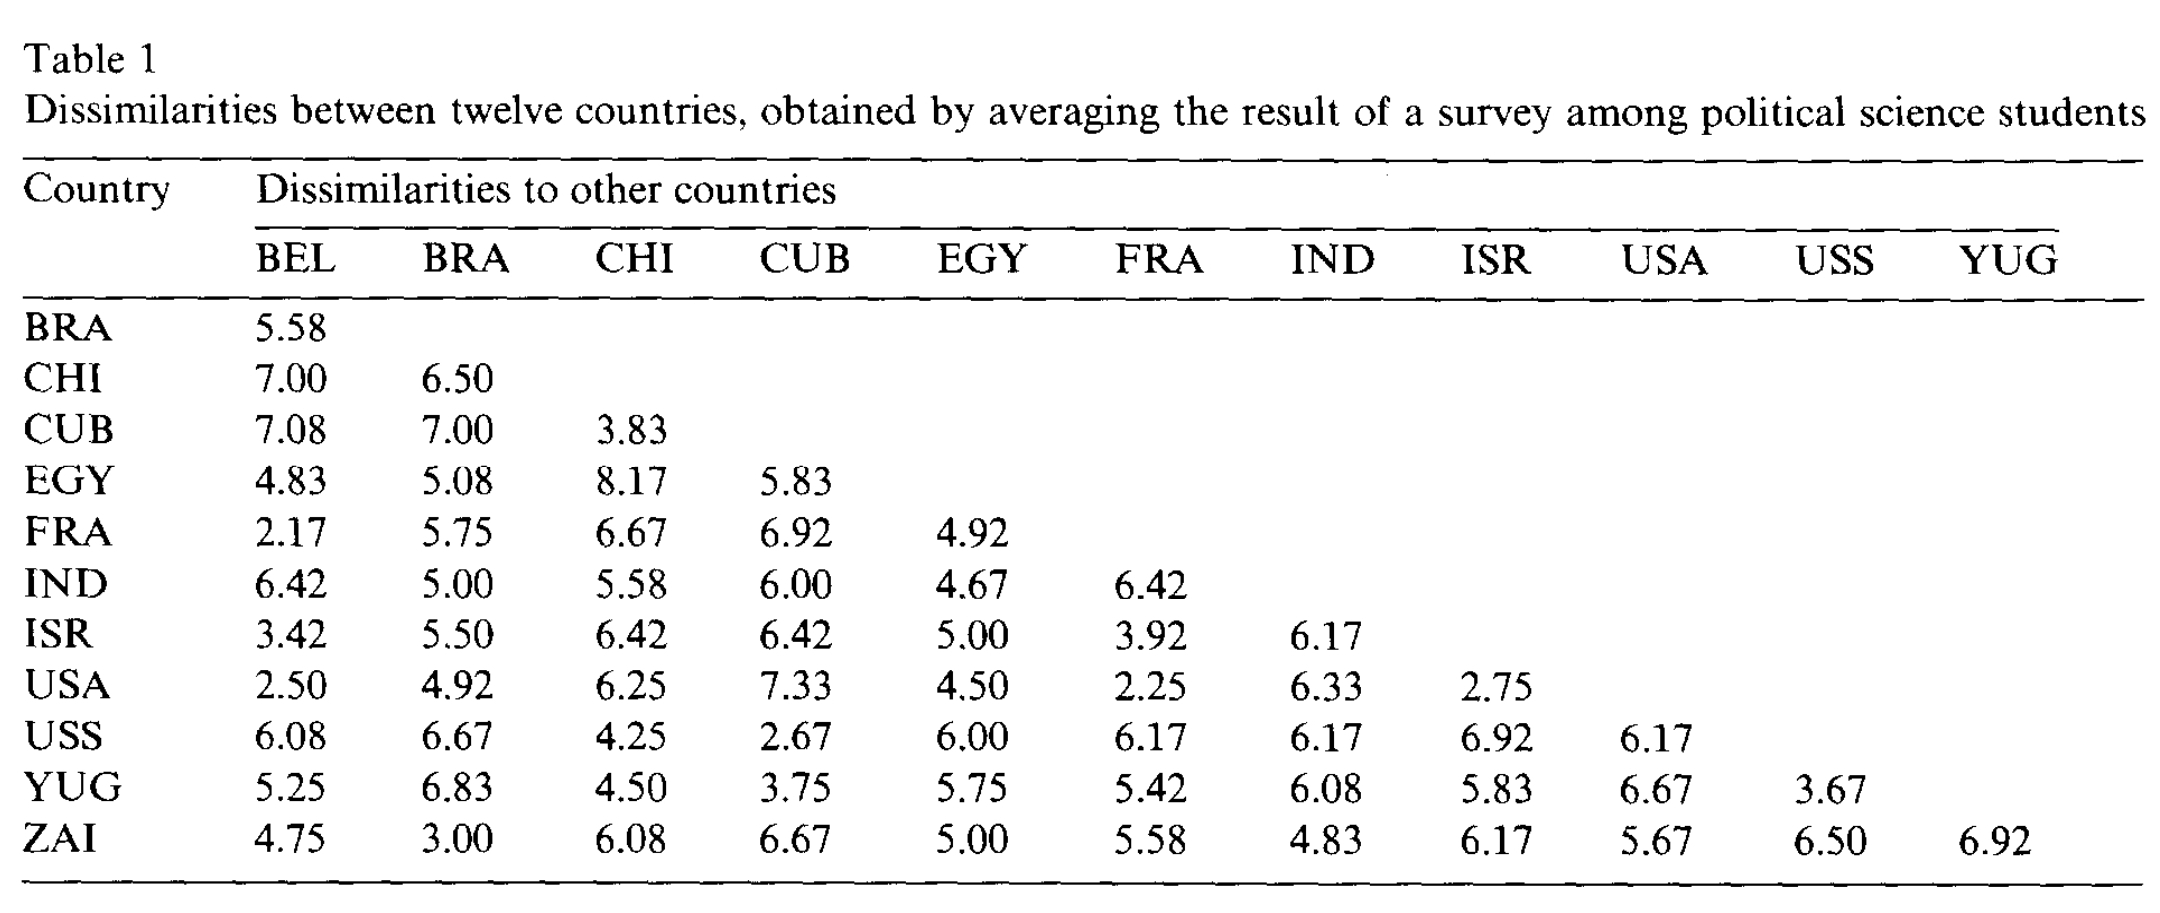 Table 1
Dissimilarities between twelve countries, obtained by averaging the result of a survey among political science students
Country Dissimilarities to other countries
BEL BRA CHI CUB EGY FRA IND ISR USA USS YUG
BRA 5.58
CHI 7.00 6.50
CUB 7.08 7.00 3.83
EGY 4.83 5.08 8.17 5.83
FRA 2.17 5.75 6.67 6.92 4.92
IND 6.42 5.00 5.58 6.00 4.67 6.42
ISR 3.42 5.50 6.42 6.42 5.00 3.92 6.17
USA 2.50 4.92 6.25 7.33 4.50 2.25 6.33 2.75
USS 6.08 6.67 4.25 2.67 6.00 6.17 6.17 6.92 6.17
YUG 5.25 6.83 4.50 3.75 5.75 5.42 6.08 5.83 6.67 3.67
ZAI 4.75 3.00 6.08 6.67 5.00 5.58 4.83 6.17 5.67 6.50 6.92